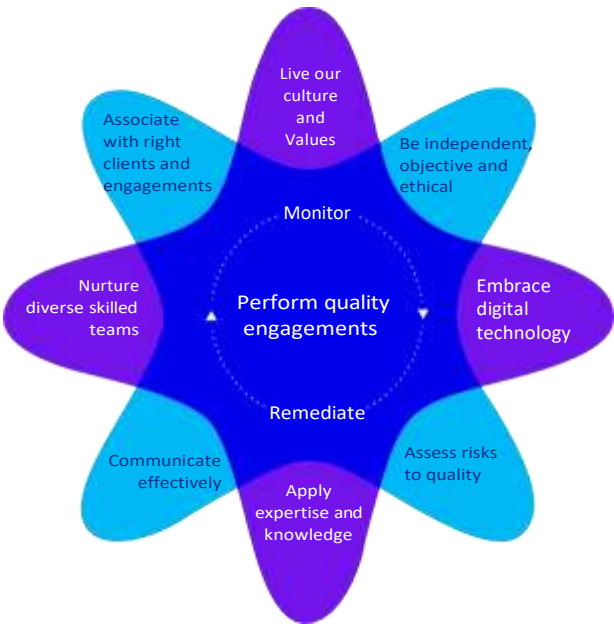 Live our
culture
and
Values
Be independent,
objective and
ethical
Embrace
digital
technology
Assess risks
to quality
Apply
expertise and
knowledge
Communicate
effectively
Nurture
diverse skilled
teams
Associate
with right
clients and
engagements
Monitor
Perform quality
engagements
Remediate